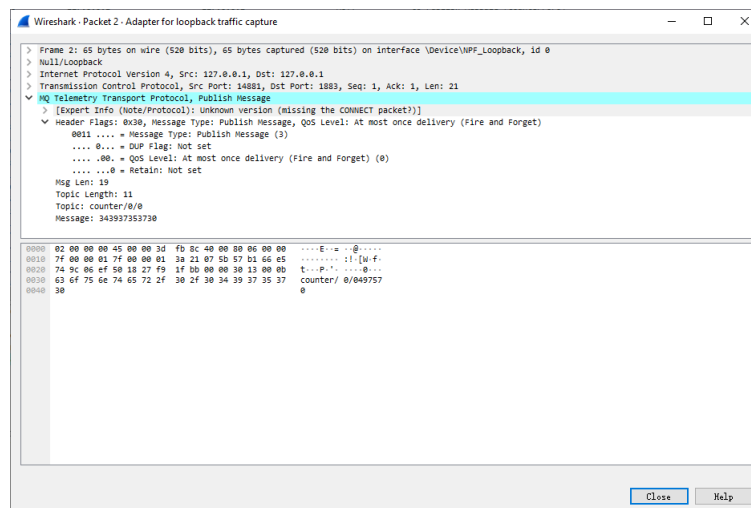 Wireshark · Packet 2 · Adapter for loopback traffic capture
Frame 2: 65 bytes on wire (520 bits), 65 bytes captured (520 bits) on interface \Device\NPF_Loopback, id 0
Null/Loopback
Internet Protocol Version 4, Src: 127.0.0.1, Dst: 127.0.0.1
Transmission Control Protocol, Src Port: 14881, Dst Port: 1883, Seq: 1, Ack: 1, Len: 21
MQ Telemetry Transport Protocol, Publish Message
[Expert Info (Note/Protocol): Unknown version (missing the CONNECT packet?)]
Header Flags: 0x30, Message Type: Publish Message, QoS Level: At most once delivery (Fire and Forget)
0011 .... = Message Type: Publish Message (3)
.... 0... = DUP Flag: Not set
.... .00. = QoS Level: At most once delivery (Fire and Forget) (0)
.... ...0 = Retain: Not set
Msg Len: 19
Topic Length: 11
Topic: counter/0/0
Message: 343937353730
0000 02 00 00 00 45 00 00 3d fb 8c 40 00 80 06 00 00 ····E··= ··@·····
0010 7f 00 00 01 7f 00 00 01 3a 21 07 5b 57 b1 66 e5 ········ :!·[W·f·
0020 74 9c 06 ef 50 18 27 f9 1f bb 00 00 30 13 00 0b t···P·'· ····0···
0030 63 6f 75 6e 74 65 72 2f 30 2f 30 34 39 37 35 37 counter/ 0/049757
0040 30 0
Close Help